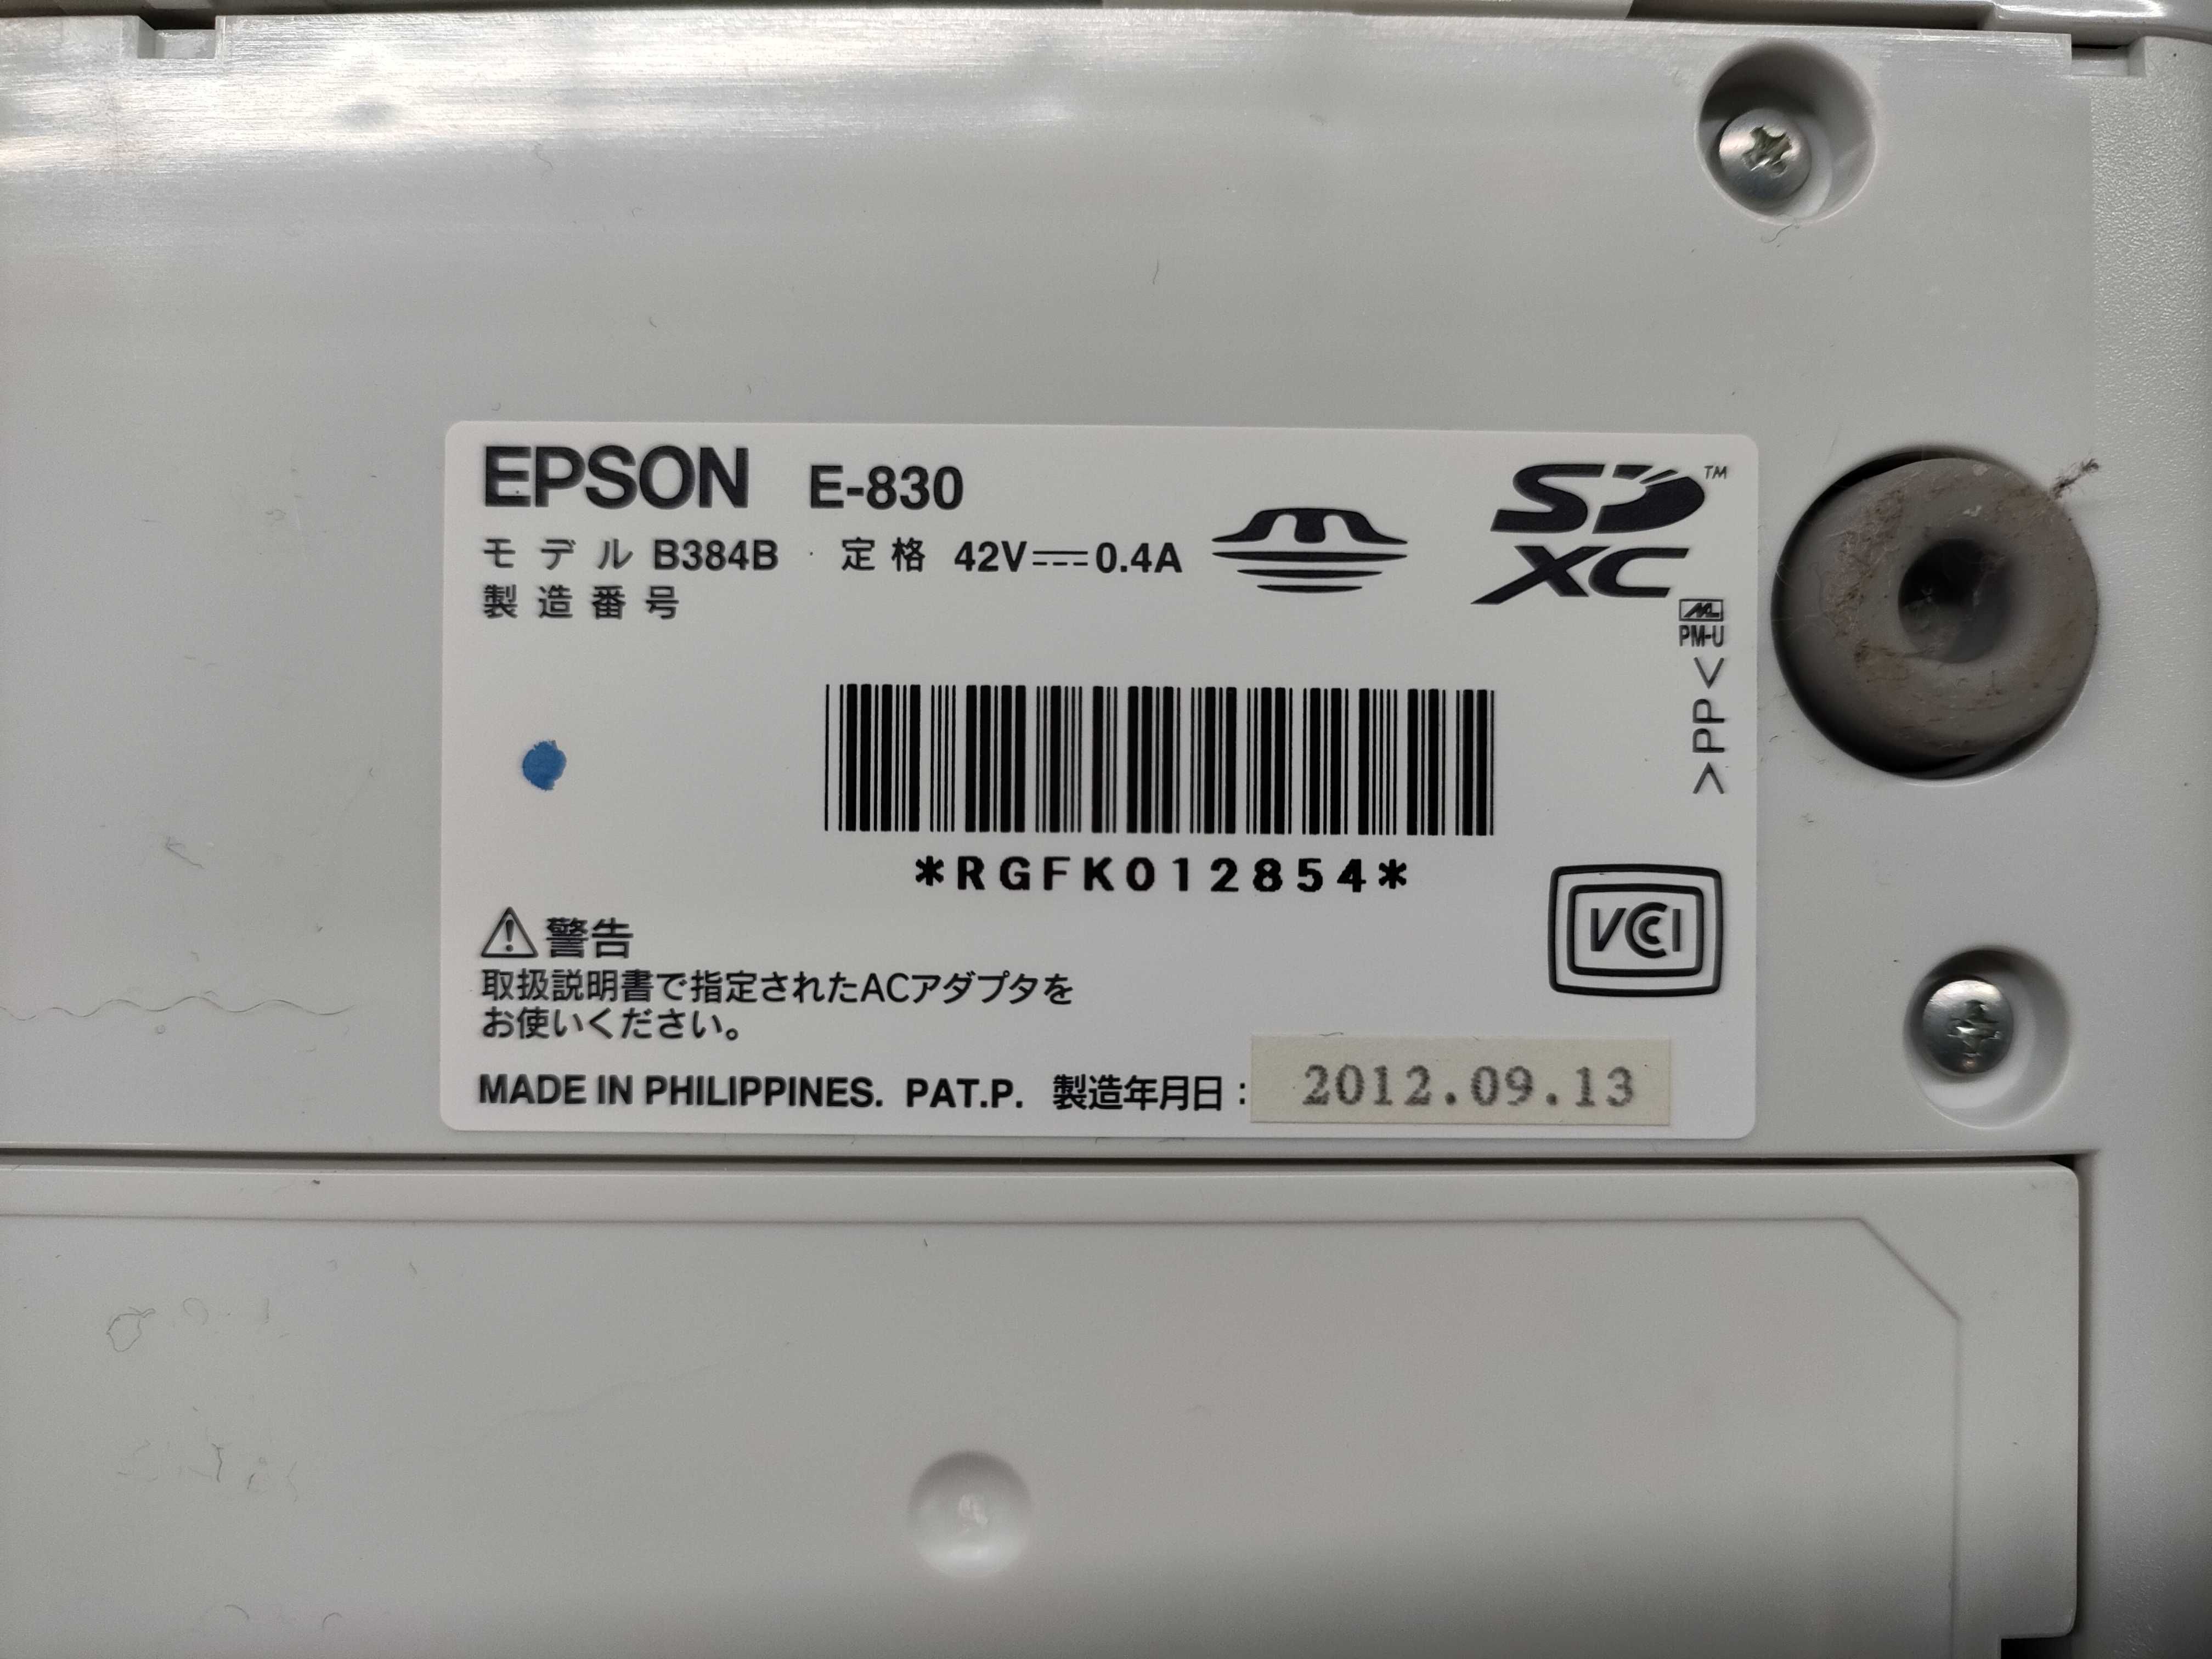 EPSON E-830
モデル B384B 定格 42V⎓0.4A
製造番号
SD™
XC
PM-U
>PP<
*RGFK012854*
VCCI
⚠警告
取扱説明書で指定されたACアダプタを
お使いください。
MADE IN PHILIPPINES. PAT.P. 製造年月日: 2012.09.13